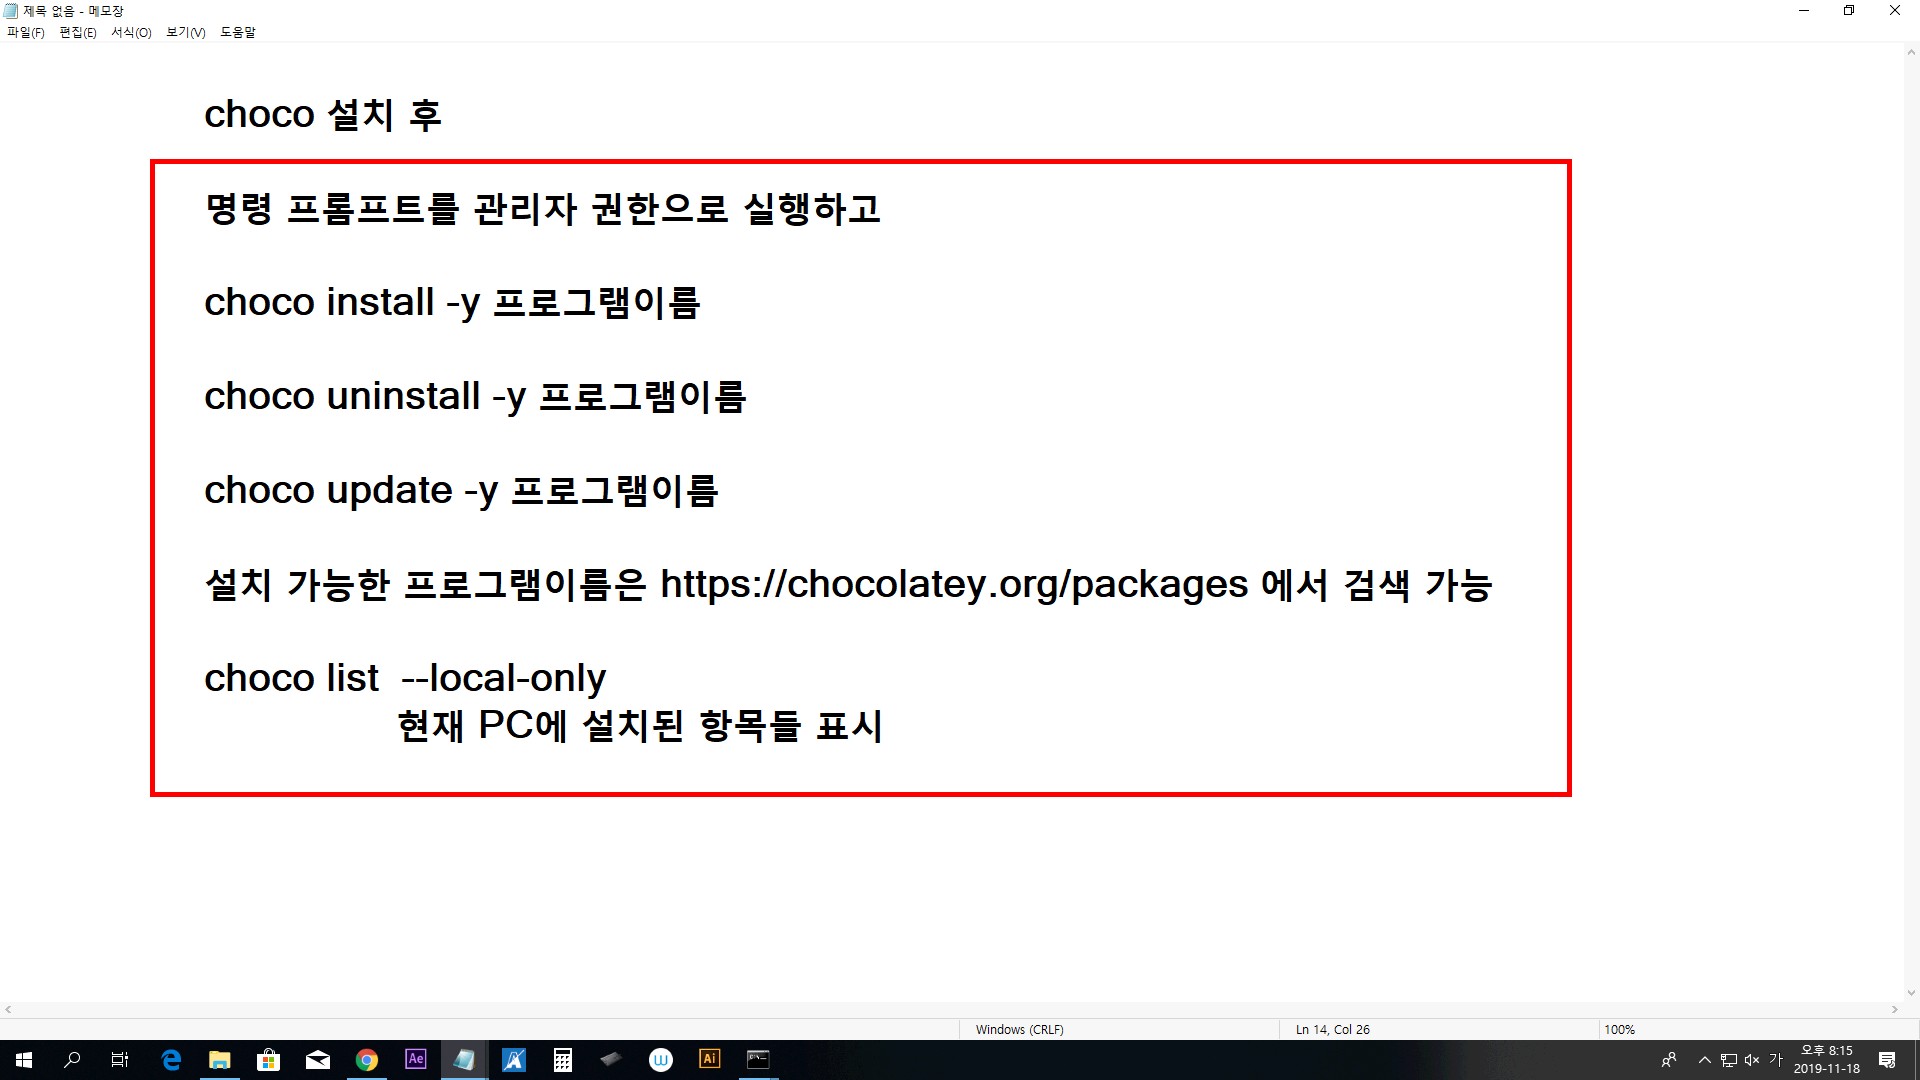 제목 없음 - 메모장
파일(F) 편집(E) 서식(O) 보기(V) 도움말
choco 설치 후
명령 프롬프트를 관리자 권한으로 실행하고
choco install -y 프로그램이름
choco uninstall -y 프로그램이름
choco update -y 프로그램이름
설치 가능한 프로그램이름은 https://chocolatey.org/packages 에서 검색 가능
choco list  --local-only
현재 PC에 설치된 항목들 표시
Windows (CRLF) Ln 14, Col 26 100%
Ae Ai 가 오후 8:15
2019-11-18